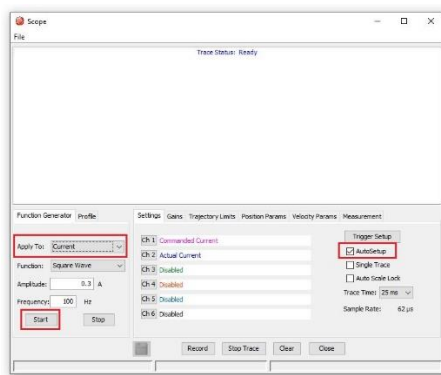 Scope
File
Trace Status: Ready
Function Generator Profile
Apply To: Current
Function: Square Wave
Amplitude: 0.3 A
Frequency: 100 Hz
Start Stop
Settings Gains Trajectory Limits Position Params Velocity Params Measurement
Ch 1 Commanded Current
Ch 2 Actual Current
Ch 3 Disabled
Ch 4 Disabled
Ch 5 Disabled
Ch 6 Disabled
Trigger Setup
AutoSetup
Single Trace
Auto Scale Lock
Trace Time: 25 ms
Sample Rate: 62 µs
Record Stop Trace Clear Close